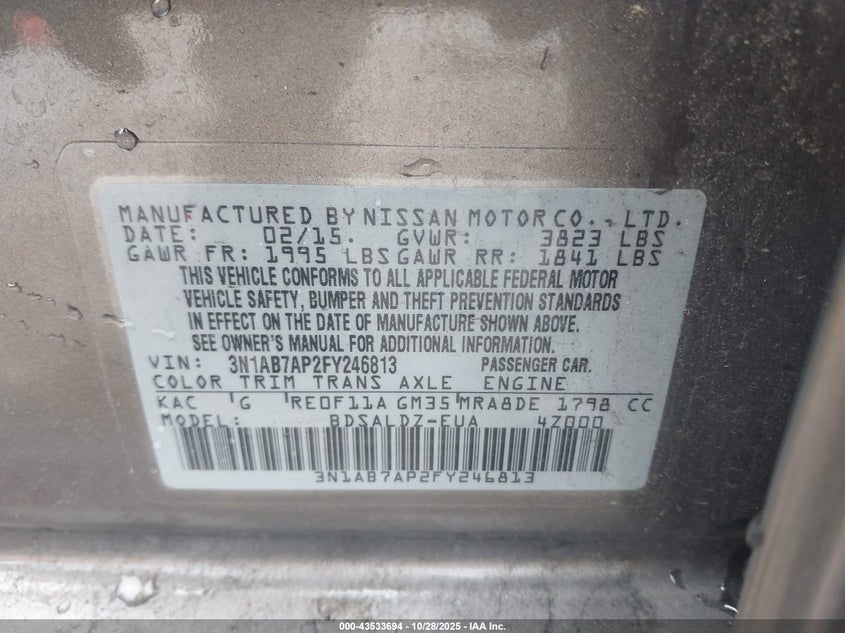 MANUFACTURED BY NISSAN MOTOR CO., LTD.
DATE: 02/15. GVWR: 3823 LBS
GAWR FR: 1995 LBS GAWR RR: 1841 LBS
THIS VEHICLE CONFORMS TO ALL APPLICABLE FEDERAL MOTOR
VEHICLE SAFETY, BUMPER AND THEFT PREVENTION STANDARDS
IN EFFECT ON THE DATE OF MANUFACTURE SHOWN ABOVE.
SEE OWNER'S MANUAL FOR ADDITIONAL INFORMATION.
VIN: 3N1AB7AP2FY246813 PASSENGER CAR.
COLOR TRIM TRANS AXLE ENGINE
KAC G RE0F11A GM35 MRA8DE 1798 CC
MODEL: BDSALDZ-EUA 4Z000
3N1AB7AP2FY246813
000-43533694 | 10/28/2025 | Copyright IAA Inc.